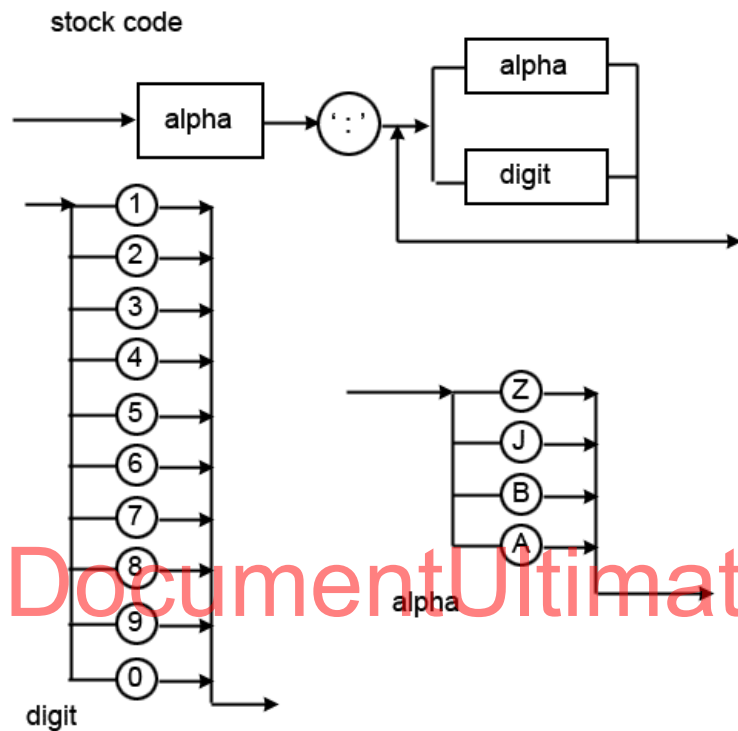 stock code
alpha
‘ : ’
alpha
digit
1
2
3
4
5
6
7
8
9
0
digit
Z
J
B
A
alpha
DocumentUltimat